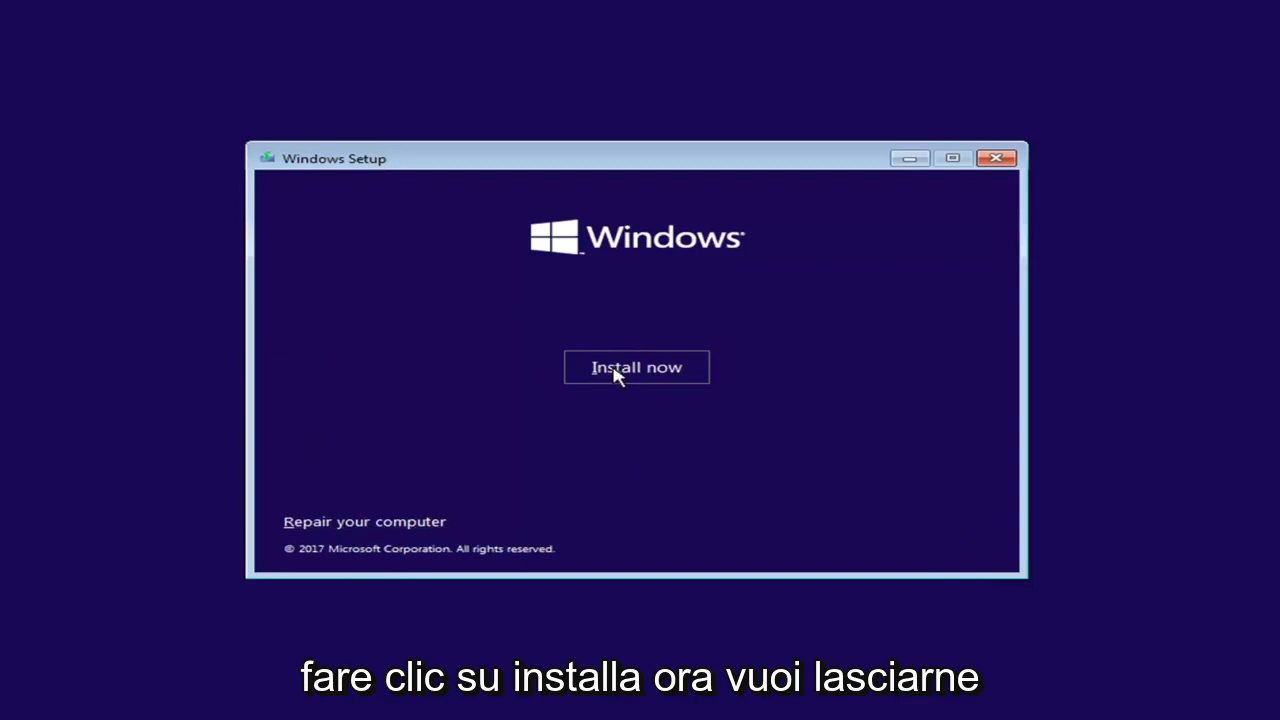 Windows Setup
Windows
Install now
Repair your computer
© 2017 Microsoft Corporation. All rights reserved.
fare clic su installa ora vuoi lasciarne